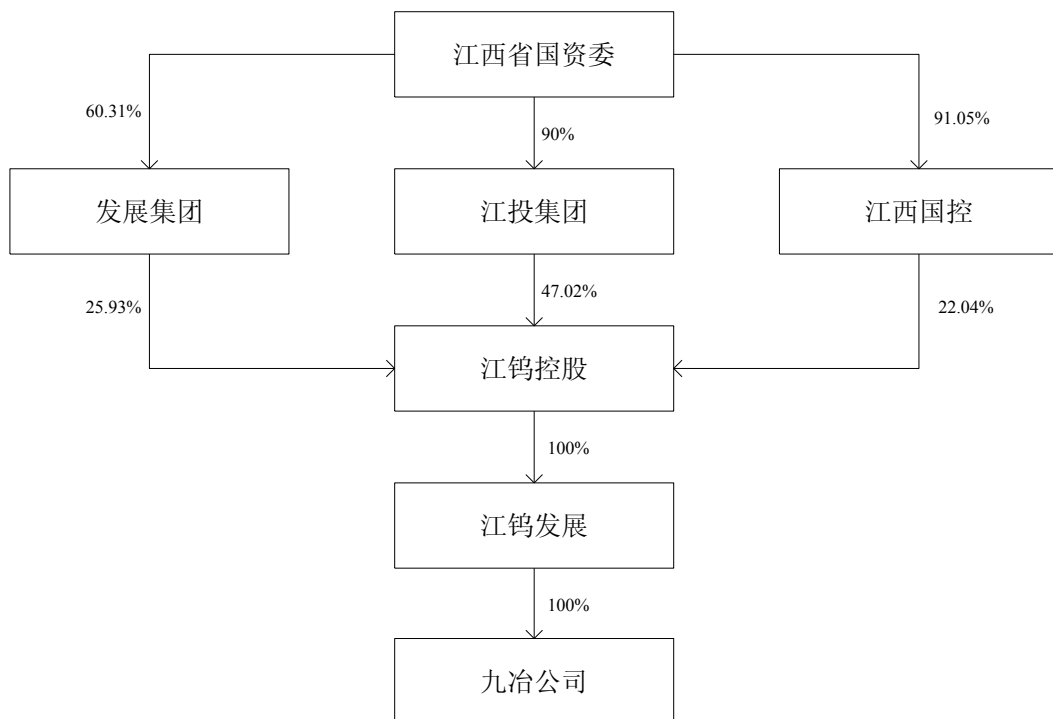 江西省国资委
60.31%
90%
91.05%
发展集团
江投集团
江西国控
25.93%
47.02%
22.04%
江钨控股
100%
江钨发展
100%
九冶公司